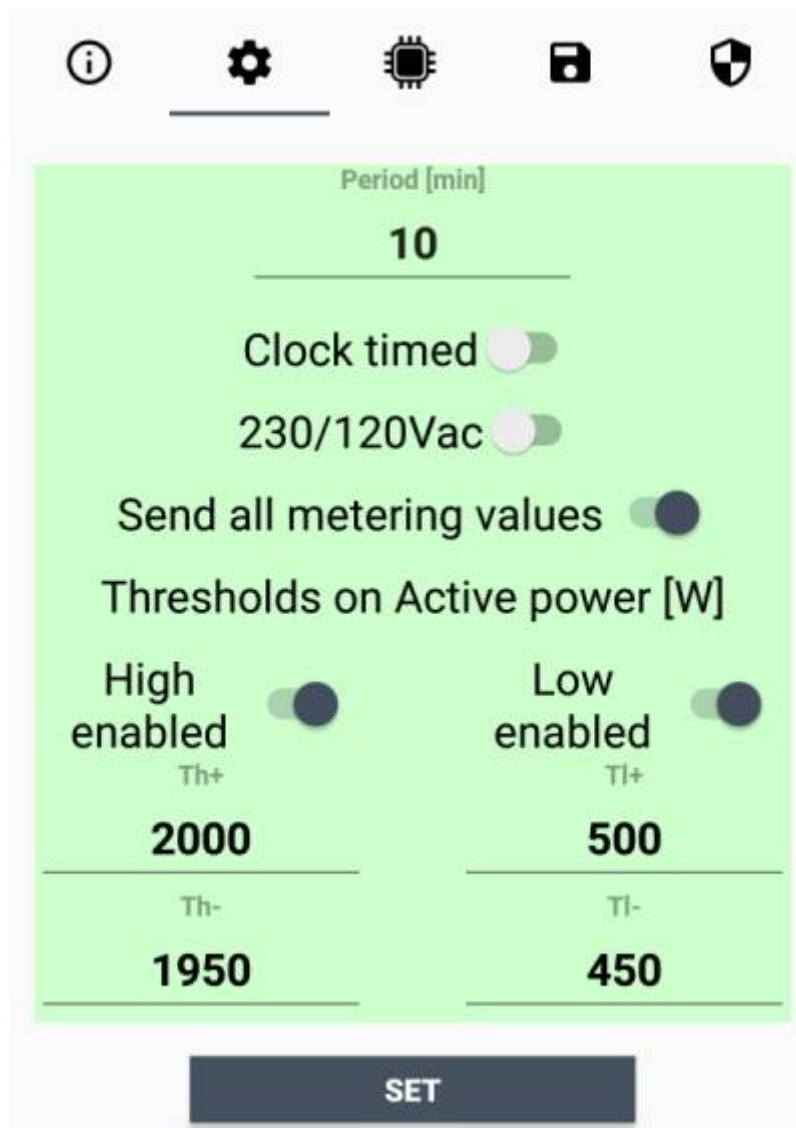 Period [min]
10
Clock timed
230/120Vac
Send all metering values
Thresholds on Active power [W]
High
enabled
Low
enabled
Th+
Tl+
2000
500
Th-
Tl-
1950
450
SET